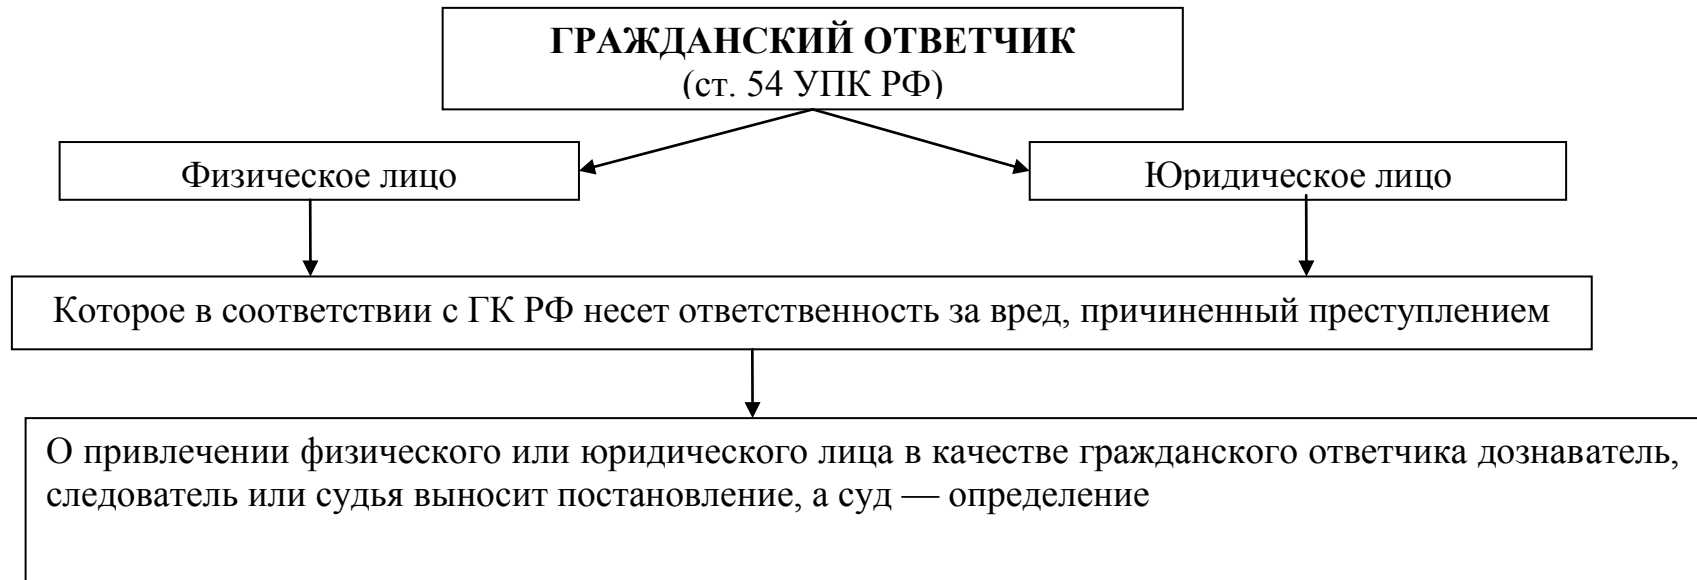 ГРАЖДАНСКИЙ ОТВЕТЧИК
(ст. 54 УПК РФ)
Физическое лицо
Юридическое лицо
Которое в соответствии с ГК РФ несет ответственность за вред, причиненный преступлением
О привлечении физического или юридического лица в качестве гражданского ответчика дознаватель,
следователь или судья выносит постановление, а суд — определение